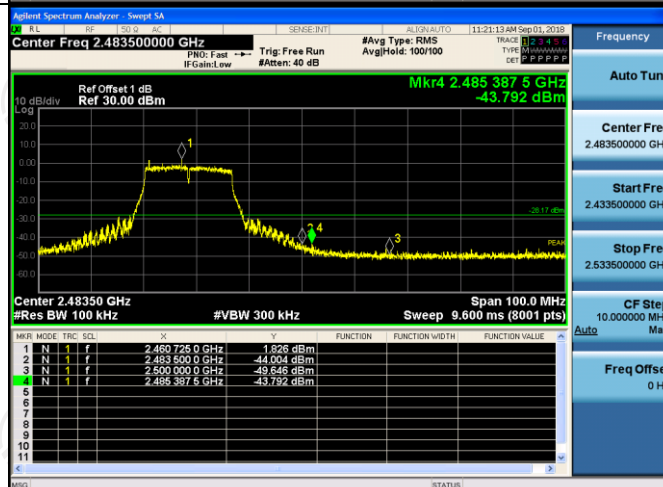 Agilent Spectrum Analyzer - Swept SA
RL RF 50 Ω AC SENSE:INT ALIGN AUTO 11:21:13 AM Sep 01, 2018
Center Freq 2.483500000 GHz
PNO: Fast
IFGain:Low
Trig: Free Run
#Atten: 40 dB
#Avg Type: RMS
Avg|Hold: 100/100
TRACE 1 2 3 4 5 6
TYPE M
DET P P P P P P
Frequency
Mkr4 2.485 387 5 GHz
-43.792 dBm
Ref Offset 1 dB
10 dB/div Ref 30.00 dBm
Log
20.0
10.0
0.00
-10.0
-20.0
-30.0
-40.0
-50.0
-60.0
1
2 4
3
-28.17 dBm
PEAK
Center 2.48350 GHz Span 100.0 MHz
#Res BW 100 kHz #VBW 300 kHz Sweep 9.600 ms (8001 pts)
MKR MODE TRC SCL X Y FUNCTION FUNCTION WIDTH FUNCTION VALUE
1 N 1 f 2.460 725 0 GHz 1.826 dBm
2 N 1 f 2.483 500 0 GHz -44.004 dBm
3 N 1 f 2.500 000 0 GHz -49.646 dBm
4 N 1 f 2.485 387 5 GHz -43.792 dBm
5
6
7
8
9
10
11
MSG STATUS
Auto Tun
Center Fre
2.483500000 GH
Start Fre
2.433500000 GH
Stop Fre
2.533500000 GH
CF Ste
10.000000 MH
Auto Ma
Freq Offse
0 H